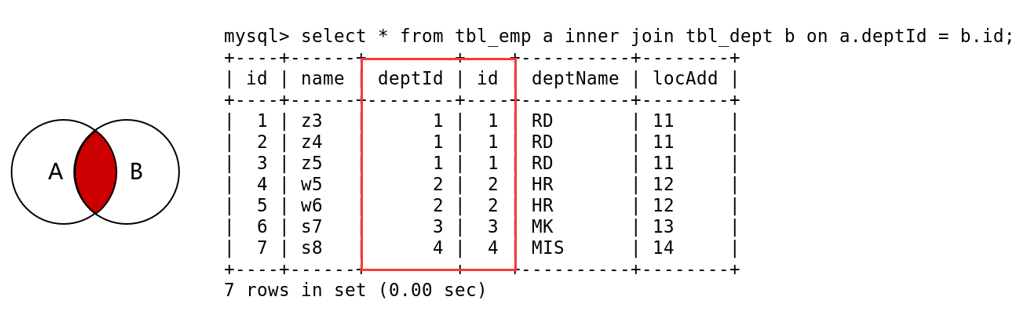 mysql> select * from tbl_emp a inner join tbl_dept b on a.deptId = b.id;
+----+------+--------+----+----------+--------+
| id | name | deptId | id | deptName | locAdd |
+----+------+--------+----+----------+--------+
| 1 | z3 | 1 | 1 | RD | 11 |
| 2 | z4 | 1 | 1 | RD | 11 |
| 3 | z5 | 1 | 1 | RD | 11 |
A B
| 4 | w5 | 2 | 2 | HR | 12 |
| 5 | w6 | 2 | 2 | HR | 12 |
| 6 | s7 | 3 | 3 | MK | 13 |
| 7 | s8 | 4 | 4 | MIS | 14 |
+----+------+--------+----+----------+--------+
7 rows in set (0.00 sec)